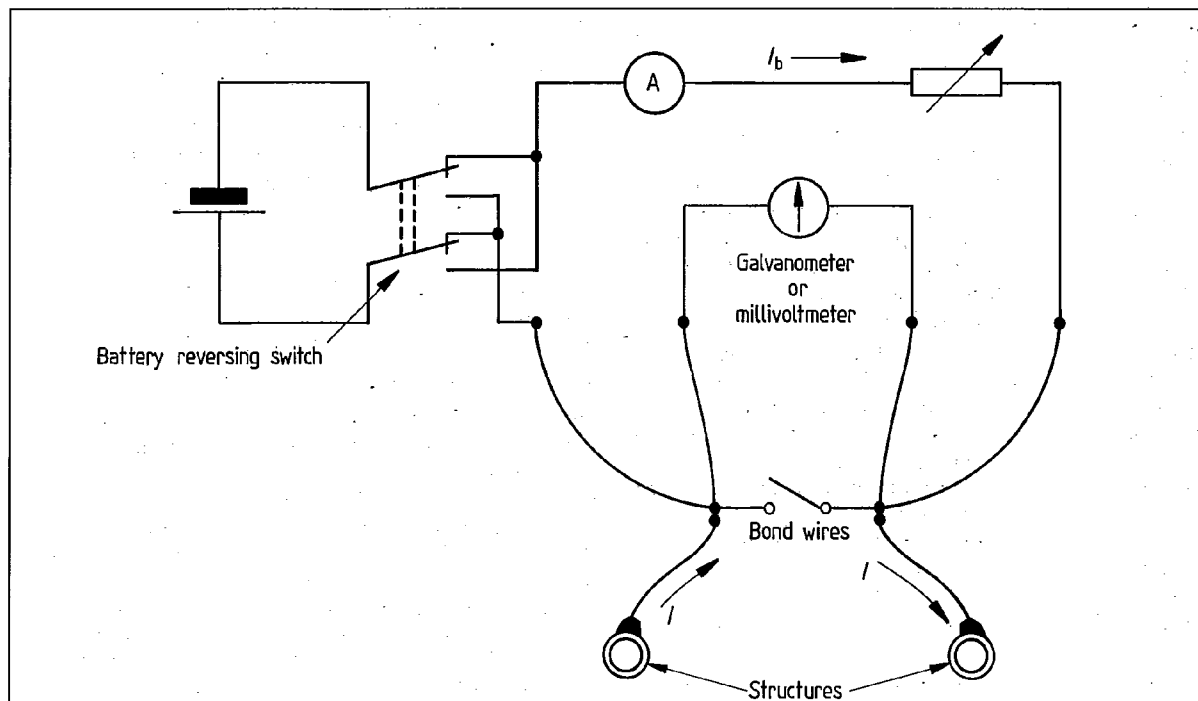 I_b
A
Galvanometer
or
millivoltmeter
Battery reversing switch
Bond wires
I
I
Structures